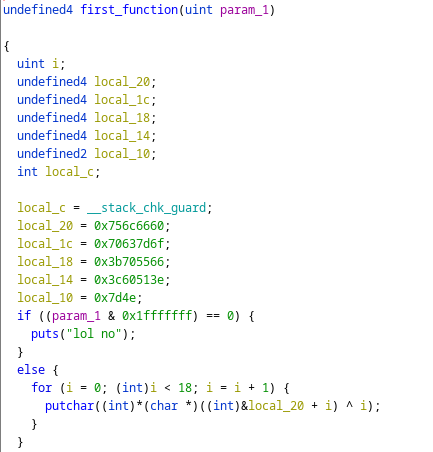 undefined4 first_function(uint param_1)
{
uint i;
undefined4 local_20;
undefined4 local_1c;
undefined4 local_18;
undefined4 local_14;
undefined2 local_10;
int local_c;
local_c = __stack_chk_guard;
local_20 = 0x756c6660;
local_1c = 0x70637d6f;
local_18 = 0x3b705566;
local_14 = 0x3c60513e;
local_10 = 0x7d4e;
if ((param_1 & 0x1fffffff) == 0) {
puts("lol no");
}
else {
for (i = 0; (int)i < 18; i = i + 1) {
putchar((int)*(char *)((int)&local_20 + i) ^ i);
}
}